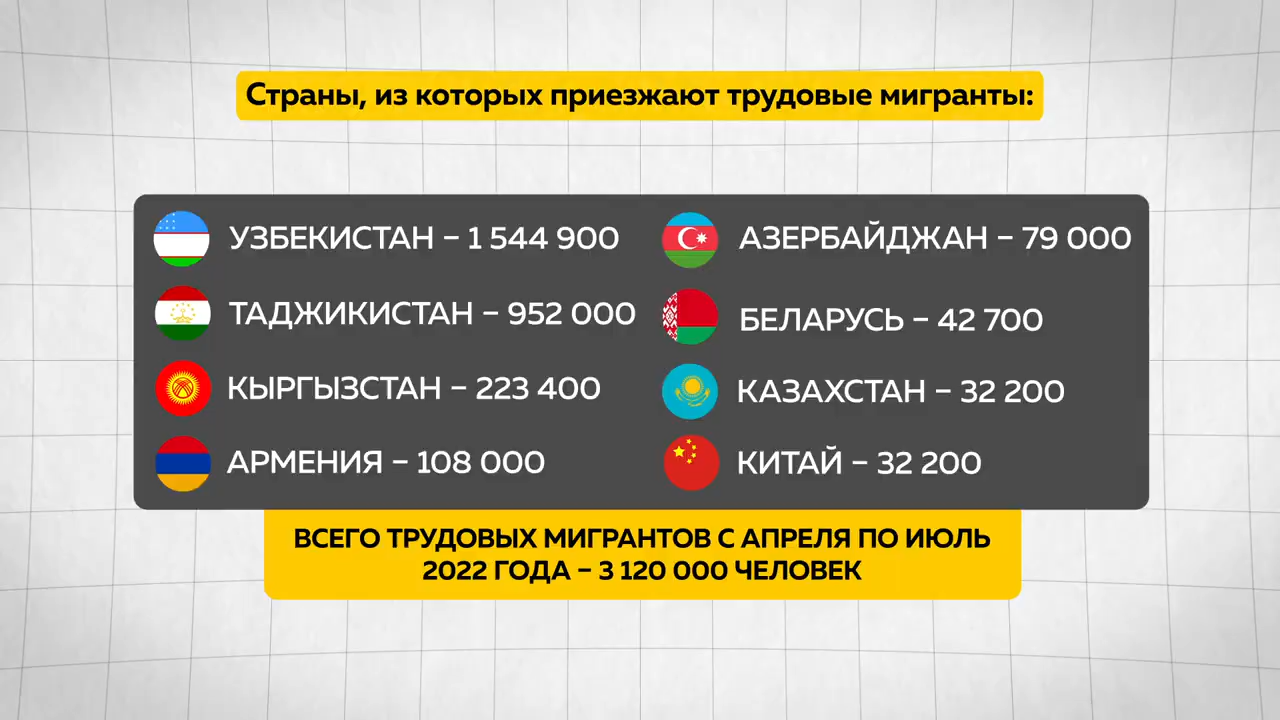 Страны, из которых приезжают трудовые мигранты:
УЗБЕКИСТАН – 1 544 900
ТАДЖИКИСТАН – 952 000
КЫРГЫЗСТАН – 223 400
АРМЕНИЯ – 108 000
АЗЕРБАЙДЖАН – 79 000
БЕЛАРУСЬ – 42 700
КАЗАХСТАН – 32 200
КИТАЙ – 32 200
ВСЕГО ТРУДОВЫХ МИГРАНТОВ С АПРЕЛЯ ПО ИЮЛЬ
2022 ГОДА – 3 120 000 ЧЕЛОВЕК